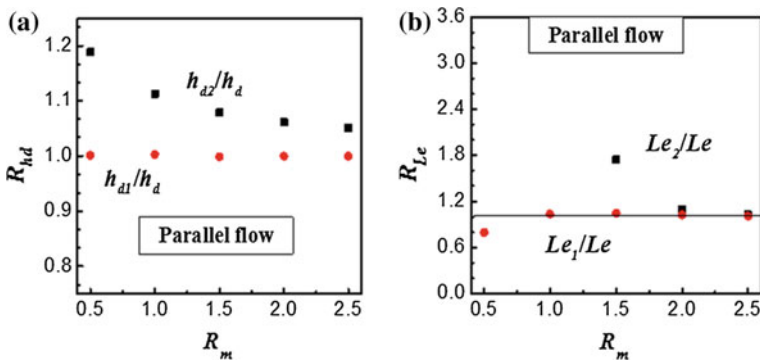 (a)
1.2
1.1
1.0
0.9
0.8
R_hd
h_d2/h_d
h_d1/h_d
Parallel flow
0.5 1.0 1.5 2.0 2.5
R_m
(b)
3.6
3.0
2.4
1.8
1.2
0.6
0.0
R_Le
Parallel flow
Le_2/Le
Le_1/Le
0.5 1.0 1.5 2.0 2.5
R_m